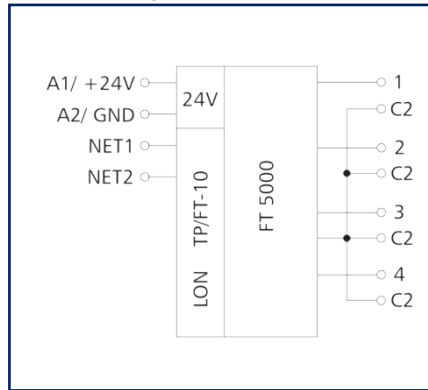 A1/ +24V
A2/ GND
NET1
NET2
24V
LON TP/FT-10
FT 5000
1
C2
2
C2
3
C2
4
C2